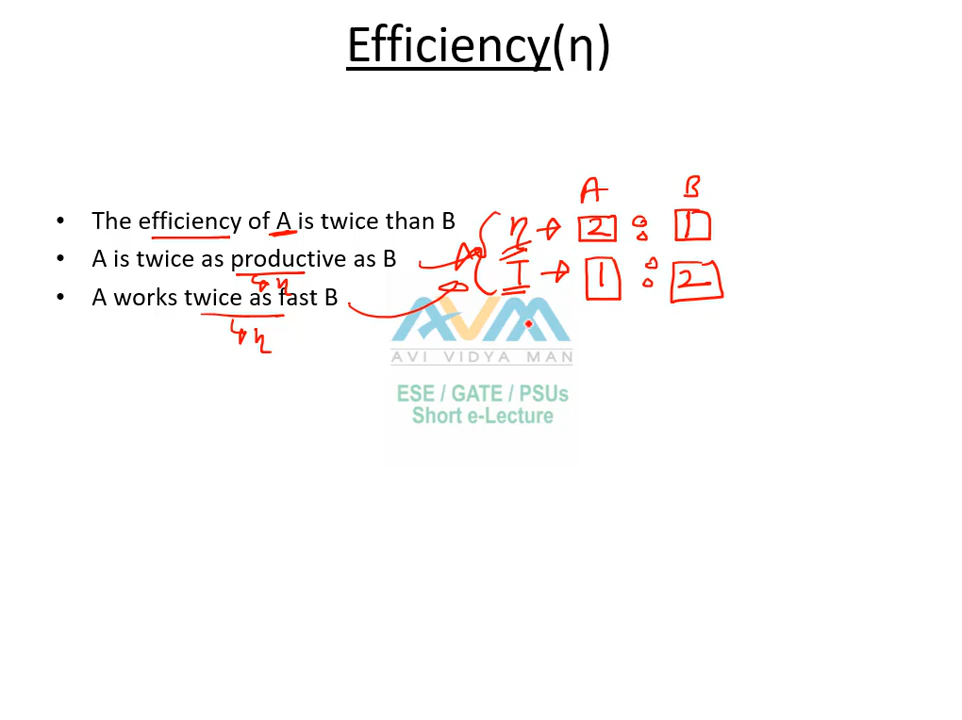 Efficiency(η)
A B
• The efficiency of A is twice than B η → 2 : 1
• A is twice as productive as B
↳ η
T → 1 : 2
• A works twice as fast B
↳ η
AVM
AVI VIDYA MAN
ESE / GATE / PSUs
Short e-Lecture